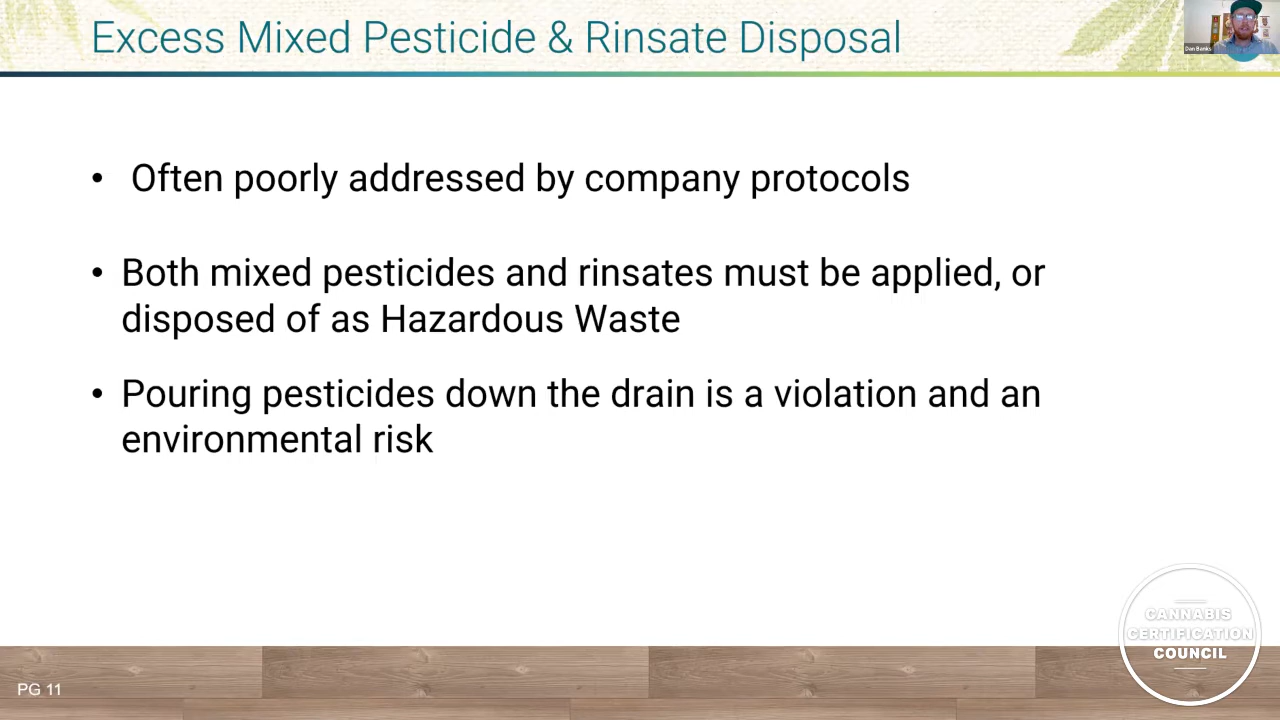 Excess Mixed Pesticide & Rinsate Disposal
Dan Banks
• Often poorly addressed by company protocols
• Both mixed pesticides and rinsates must be applied, or
disposed of as Hazardous Waste
• Pouring pesticides down the drain is a violation and an
environmental risk
CANNABIS
CERTIFICATION
COUNCIL
PG 11